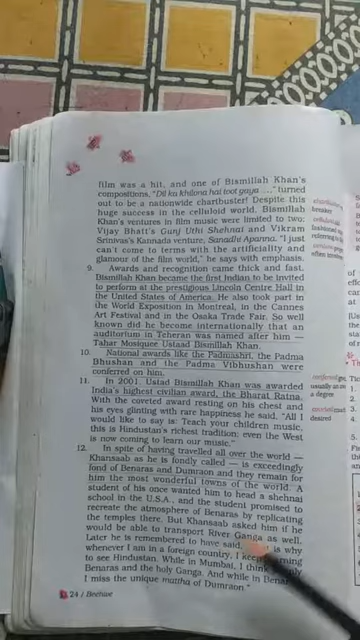 film was a hit, and one of Bismillah Khan's
compositions, "Dil ka khilona hai toot gaya ...," turned
out to be a nationwide chartbuster! Despite this
huge success in the celluloid world, Bismillah
Khan's ventures in film music were limited to two:
Vijay Bhatt's Gunj Uthi Shehnai and Vikram
Srinivas's Kannada venture, Sanadhi Apanna. "I just
can't come to terms with the artificiality and
glamour of the film world," he says with emphasis.
9. Awards and recognition came thick and fast.
Bismillah Khan became the first Indian to be invited
to perform at the prestigious Lincoln Centre Hall in
the United States of America. He also took part in
the World Exposition in Montreal, in the Cannes
Art Festival and in the Osaka Trade Fair. So well
known did he become internationally that an
auditorium in Teheran was named after him —
Tahar Mosiquee Ustaad Bismillah Khan.
10. National awards like the Padmashri, the Padma
Bhushan and the Padma Vibhushan were
conferred on him.
11. In 2001, Ustad Bismillah Khan was awarded
India's highest civilian award, the Bharat Ratna.
With the coveted award resting on his chest and
his eyes glinting with rare happiness he said, "All I
would like to say is: Teach your children music,
this is Hindustan's richest tradition; even the West
is now coming to learn our music."
12. In spite of having travelled all over the world —
Khansaab as he is fondly called — is exceedingly
fond of Benaras and Dumraon and they remain for
him the most wonderful towns of the world. A
student of his once wanted him to head a shehnai
school in the U.S.A., and the student promised to
recreate the atmosphere of Benaras by replicating
the temples there. But Khansaab asked him if he
would be able to transport River Ganga as well.
Later he is remembered to have said, is why
whenever I am in a foreign country, I keep
to see Hindustan. While in Mumbai, I think
Benaras and the holy Ganga. And while in
I miss the unique mattha of Dumraon."
24 / Beehive